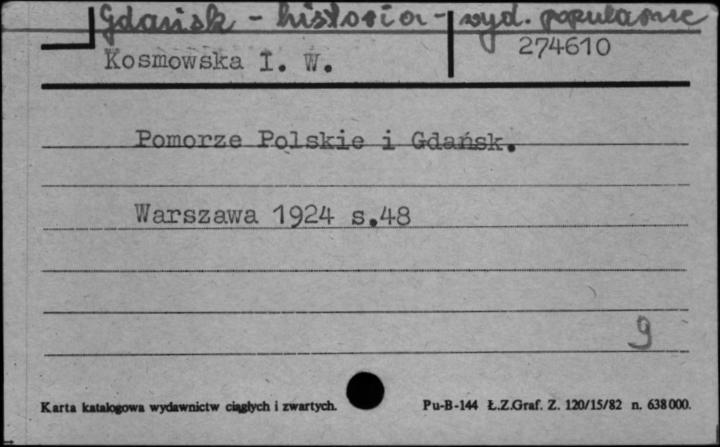 Gdańsk - historia - wyd. popularne
274610
Kosmowska I. W.
Pomorze Polskie i Gdańsk.
Warszawa 1924 s.48
9
Karta katalogowa wydawnictw ciągłych i zwartych. Pu-B-144 Ł.Z.Graf. Z. 120/15/82 n. 638000.